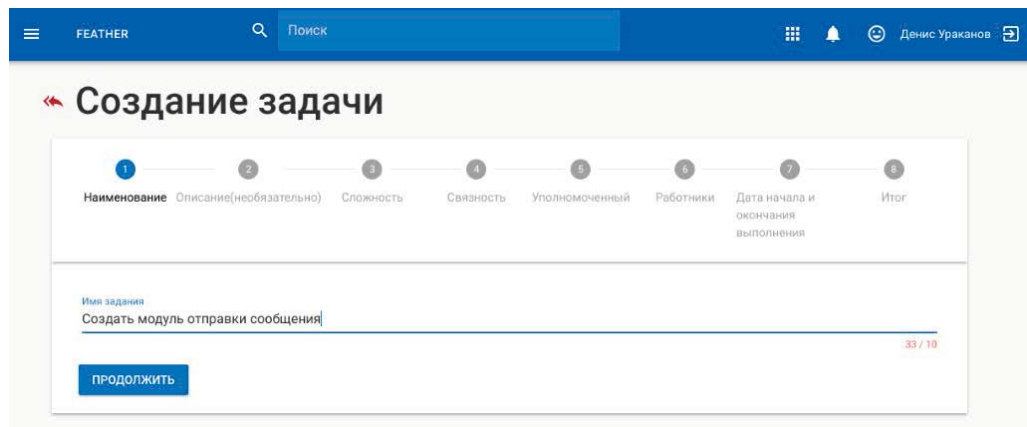 FEATHER Поиск Денис Ураканов
Создание задачи
1 2 3 4 5 6 7 8
Наименование Описание(необязательно) Сложность Связность Уполномоченный Работники Дата начала и Итог
окончания
выполнения
Имя задания
Создать модуль отправки сообщения
33 / 10
ПРОДОЛЖИТЬ